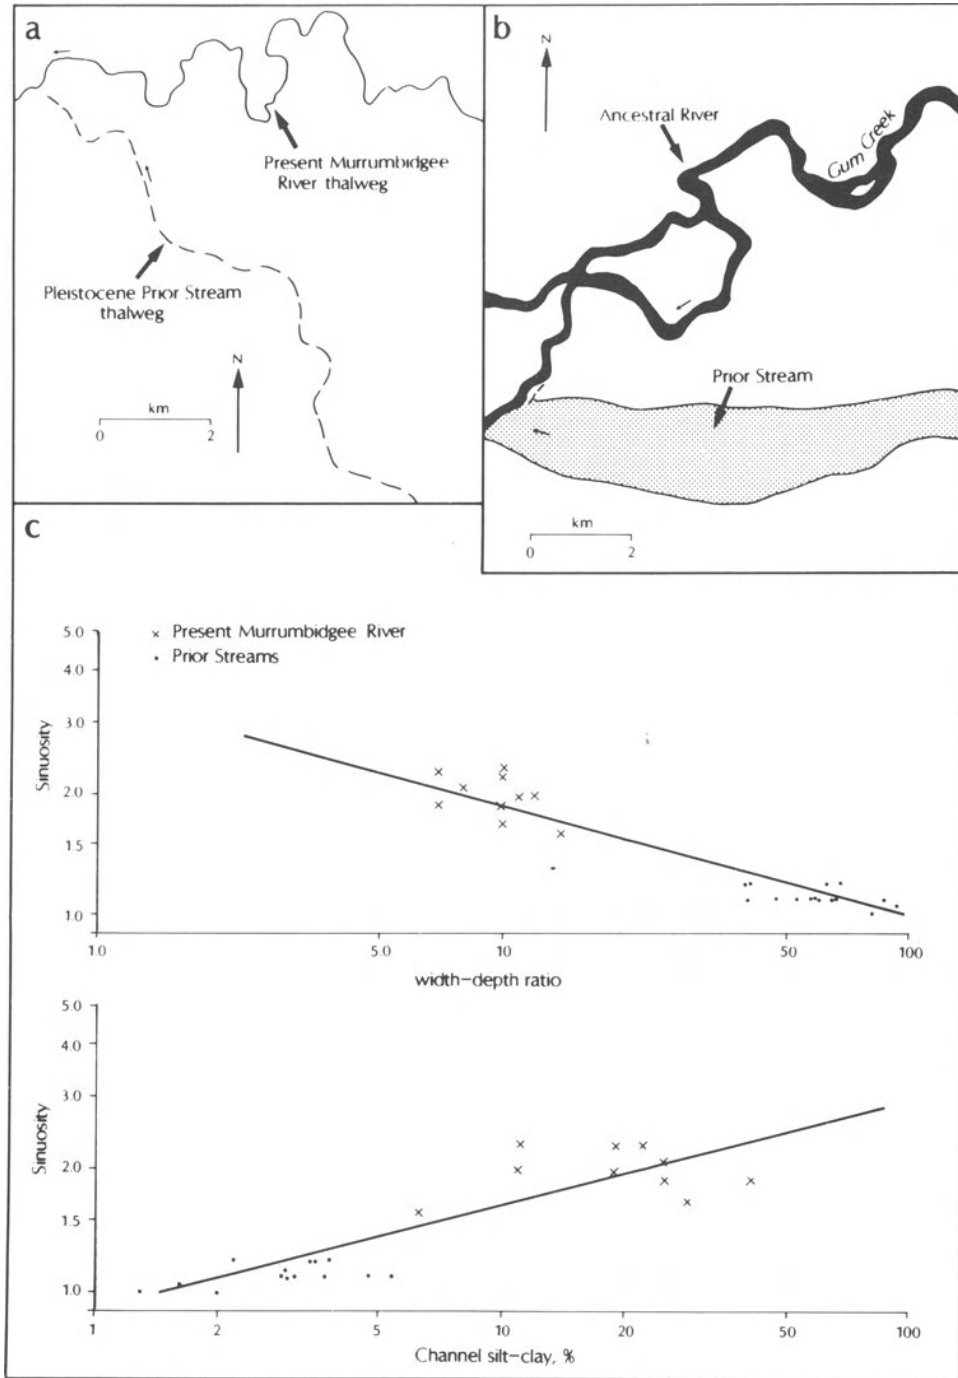 a
Present Murrumbidgee
River thalweg
Pleistocene Prior Stream
thalweg
N
km
0 2
b
N
Ancestral River
Gum Creek
Prior Stream
km
0 2
c
× Present Murrumbidgee River
• Prior Streams
Sinuosity
5.0
4.0
3.0
2.0
1.5
1.0
1.0 5.0 10 50 100
width-depth ratio
Sinuosity
5.0
4.0
3.0
2.0
1.5
1.0
1 2 5 10 20 50 100
Channel silt-clay, %